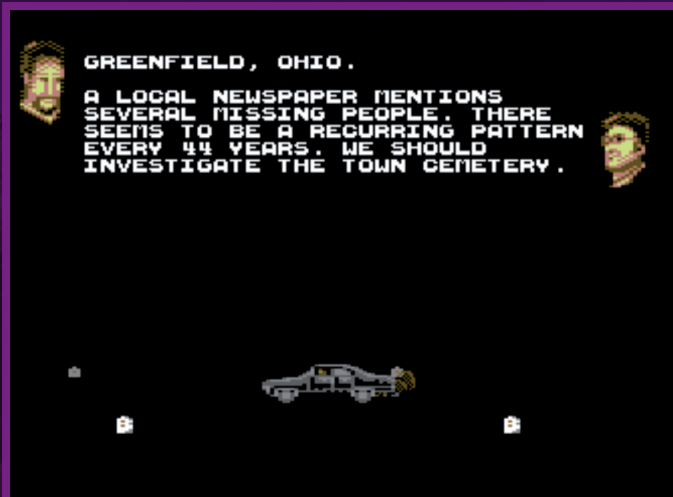 GREENFIELD, OHIO.
A LOCAL NEWSPAPER MENTIONS
SEVERAL MISSING PEOPLE. THERE
SEEMS TO BE A RECURRING PATTERN
EVERY 44 YEARS. WE SHOULD
INVESTIGATE THE TOWN CEMETERY.